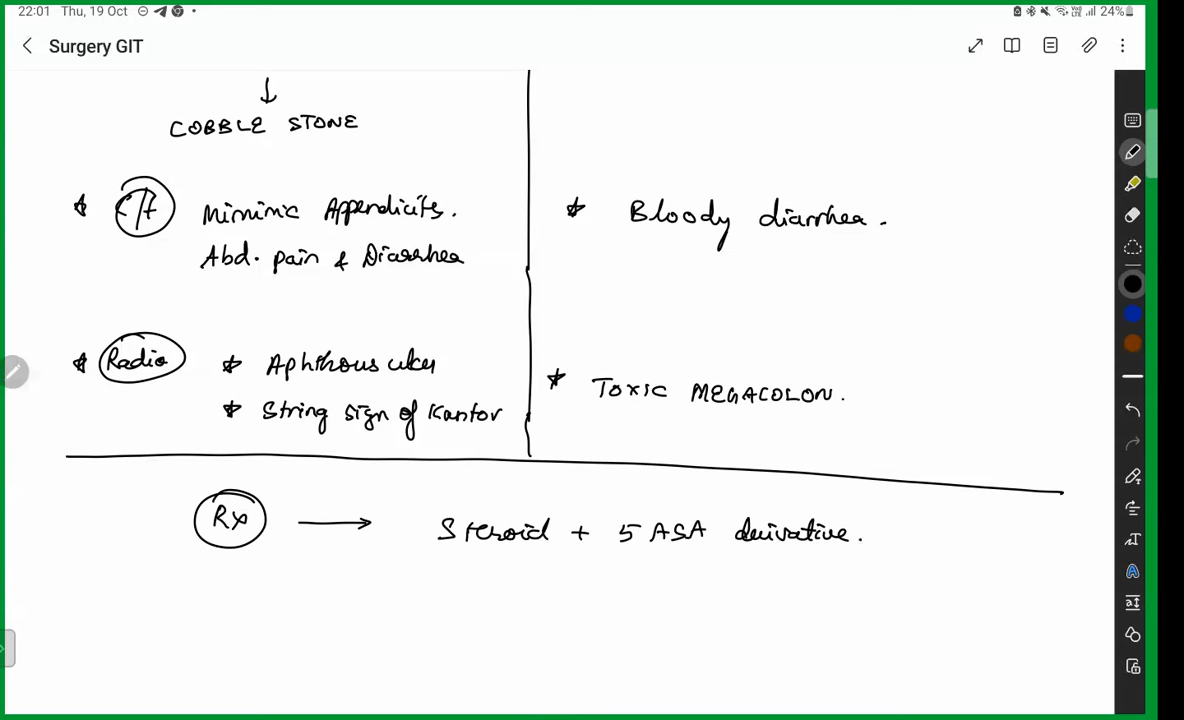 22:01 Thu, 19 Oct
24%
Surgery GIT
COBBLE STONE
C/F Mimimic Appendicitis.
Abd. pain & Diarrhea
Bloody diarrhea.
Radio Aphthous ulcer
String sign of Kantor
Toxic MEGACOLON.
Rx → Steroid + 5 ASA derivative.